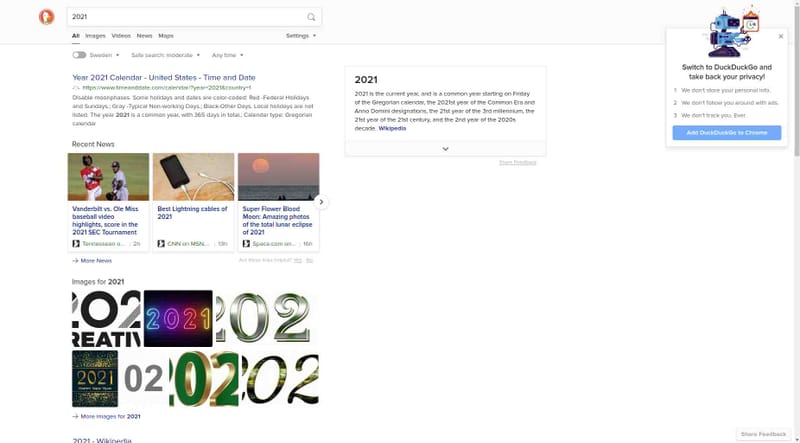 2021
All Images Videos News Maps Settings
Sweden Safe search: moderate Any time
Year 2021 Calendar - United States - Time and Date
https://www.timeanddate.com/calendar/?year=2021&country=1
Disable moonphases. Some holidays and dates are color-coded: Red -Federal Holidays
and Sundays.; Gray -Typical Non-working Days.; Black-Other Days. Local holidays are not
listed. The year 2021 is a common year, with 365 days in total.; Calendar type: Gregorian
calendar
Recent News
Vanderbilt vs. Ole Miss
baseball video
highlights, score in the
2021 SEC Tournament
Tennessean o... 2h
Best Lightning cables of
2021
CNN on MSN... 13h
Super Flower Blood
Moon: Amazing photos
of the total lunar eclipse
of 2021
Space.com on... 16h
More News
Are these links helpful? Yes No
Images for 2021
202
REATIV
2021
202
2021
02
202
202
More Images for 2021
2021 - Wikipedia
2021
2021 is the current year, and is a common year starting on Friday
of the Gregorian calendar, the 2021st year of the Common Era and
Anno Domini designations, the 21st year of the 3rd millennium, the
21st year of the 21st century, and the 2nd year of the 2020s
decade. Wikipedia
Share Feedback
Switch to DuckDuckGo and
take back your privacy!
1 We don't store your personal info.
2 We don't follow you around with ads.
3 We don't track you. Ever.
Add DuckDuckGo to Chrome
Share Feedback